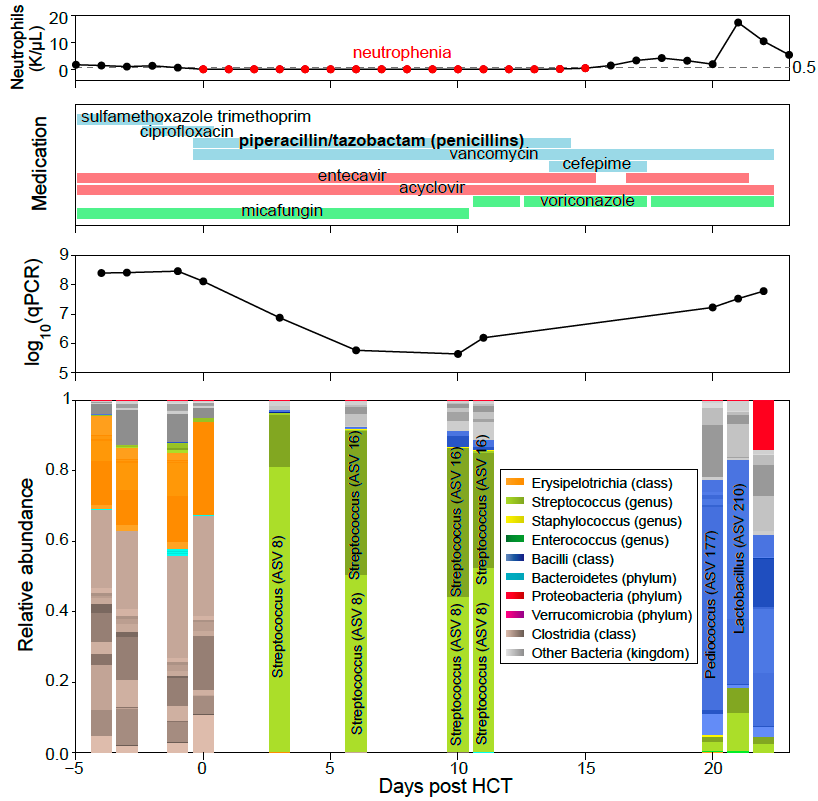 Neutrophils
(K/μL)
20
10
0
neutrophenia
0.5
Medication
sulfamethoxazole trimethoprim
ciprofloxacin
piperacillin/tazobactam (penicillins)
vancomycin
cefepime
entecavir
acyclovir
voriconazole
micafungin
log10(qPCR)
9
8
7
6
5
Relative abundance
1
0.8
0.6
0.4
0.2
0.0
Streptococcus (ASV 8)
Streptococcus (ASV 16)
Streptococcus (ASV 8)
Streptococcus (ASV 16)
Streptococcus (ASV 8)
Streptococcus (ASV 16)
Streptococcus (ASV 8)
Erysipelotrichia (class)
Streptococcus (genus)
Staphylococcus (genus)
Enterococcus (genus)
Bacilli (class)
Bacteroidetes (phylum)
Proteobacteria (phylum)
Verrucomicrobia (phylum)
Clostridia (class)
Other Bacteria (kingdom)
Pediococcus (ASV 177)
Lactobacillus (ASV 210)
−5 0 5 10 15 20
Days post HCT